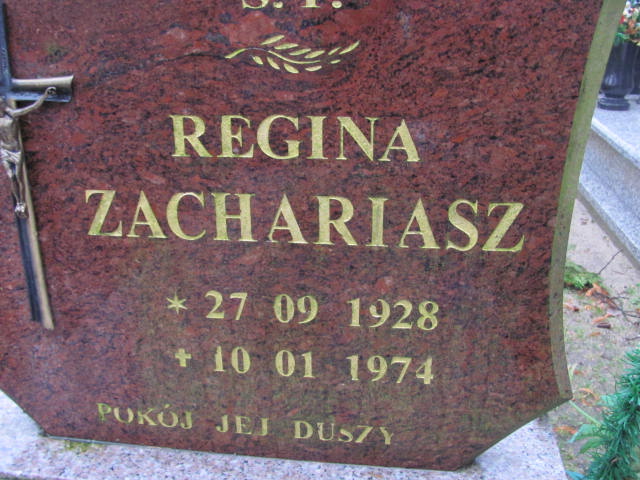 Ś. P.
REGINA
ZACHARIASZ
* 27 09 1928
+ 10 01 1974
POKÓJ JEJ DUSZY